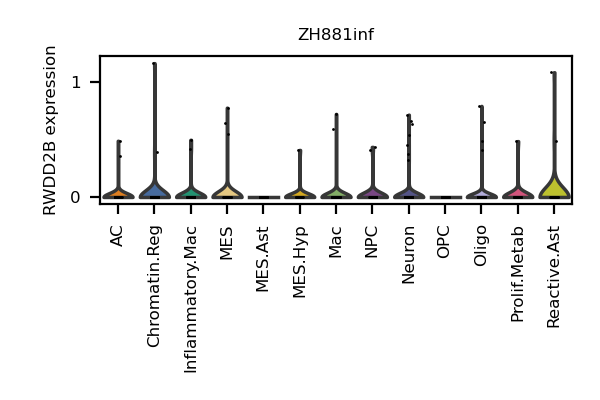 ZH881inf
RWDD2B expression
1
0
AC
Chromatin.Reg
Inflammatory.Mac
MES
MES.Ast
MES.Hyp
Mac
NPC
Neuron
OPC
Oligo
Prolif.Metab
Reactive.Ast